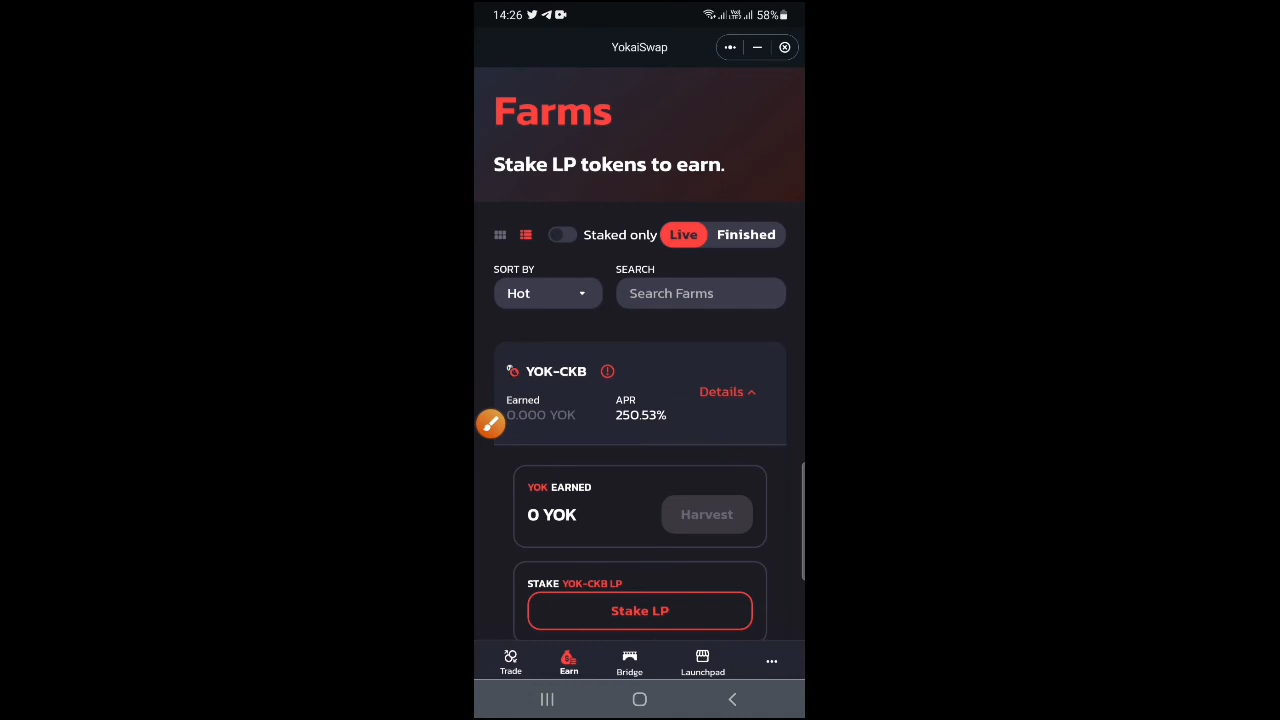 14:26 58%
YokaiSwap
Farms
Stake LP tokens to earn.
Staked only Live Finished
SORT BY SEARCH
Hot Search Farms
YOK-CKB
Details
Earned APR
0.000 YOK 250.53%
YOK EARNED
0 YOK Harvest
STAKE YOK-CKB LP
Stake LP
Trade Earn Bridge Launchpad